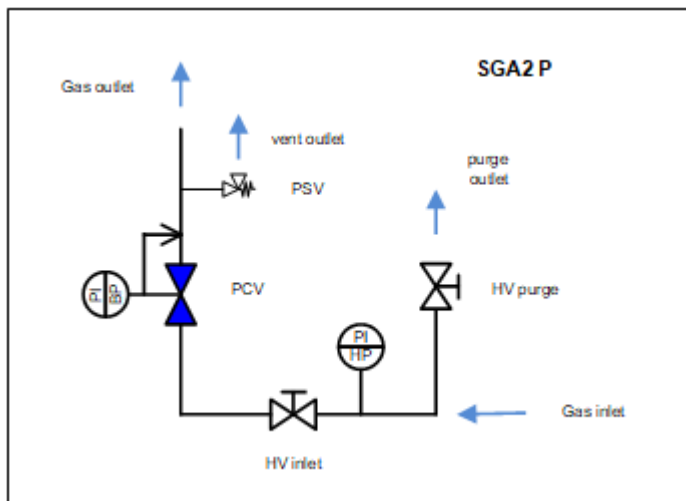 SGA2 P
Gas outlet
vent outlet
purge
outlet
PSV
PI
BP
PCV
HV purge
PI
HP
Gas inlet
HV inlet